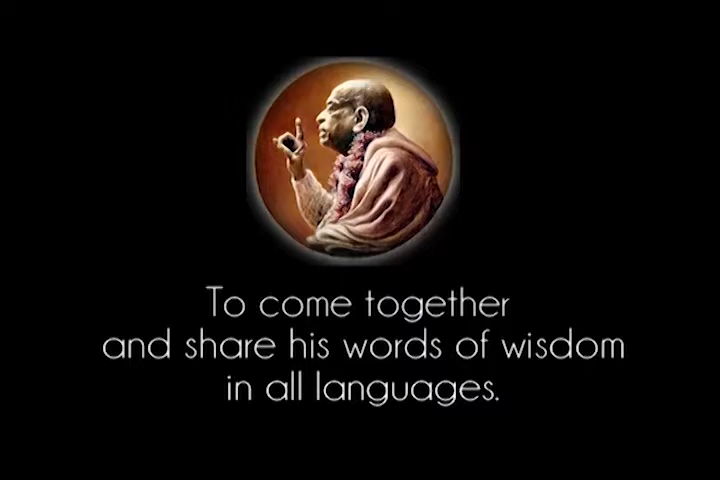 To come together
and share his words of wisdom
in all languages.